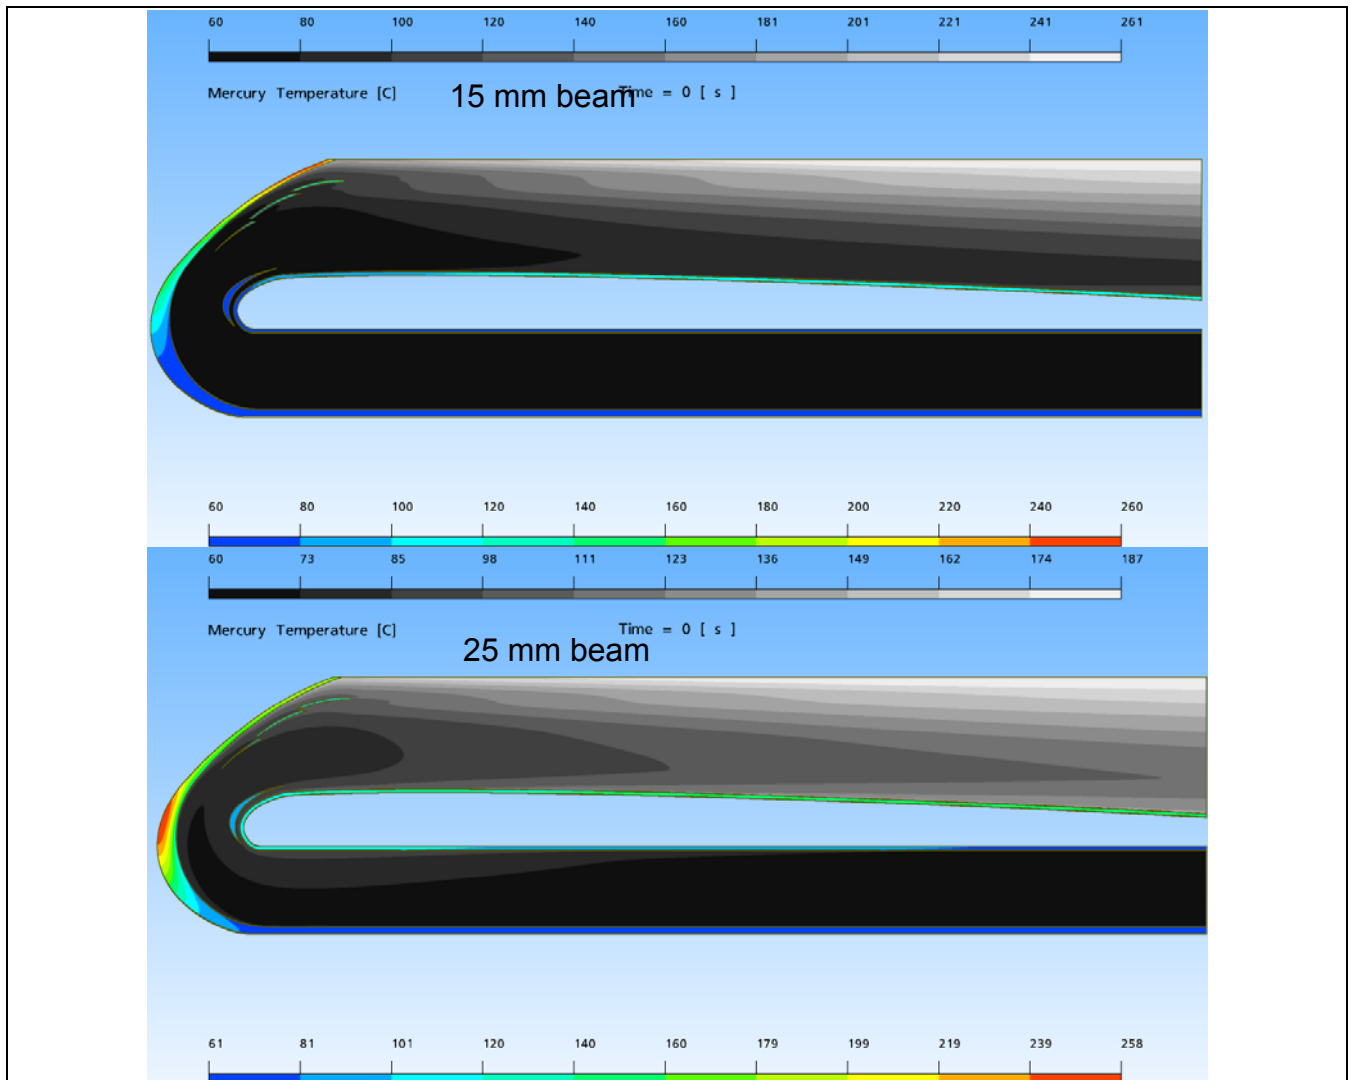 60 80 100 120 140 160 181 201 221 241 261
Mercury Temperature [C] 15 mm beam Time = 0 [ s ]
60 80 100 120 140 160 180 200 220 240 260
60 73 85 98 111 123 136 149 162 174 187
Mercury Temperature [C] Time = 0 [ s ]
25 mm beam
61 81 101 120 140 160 179 199 219 239 258